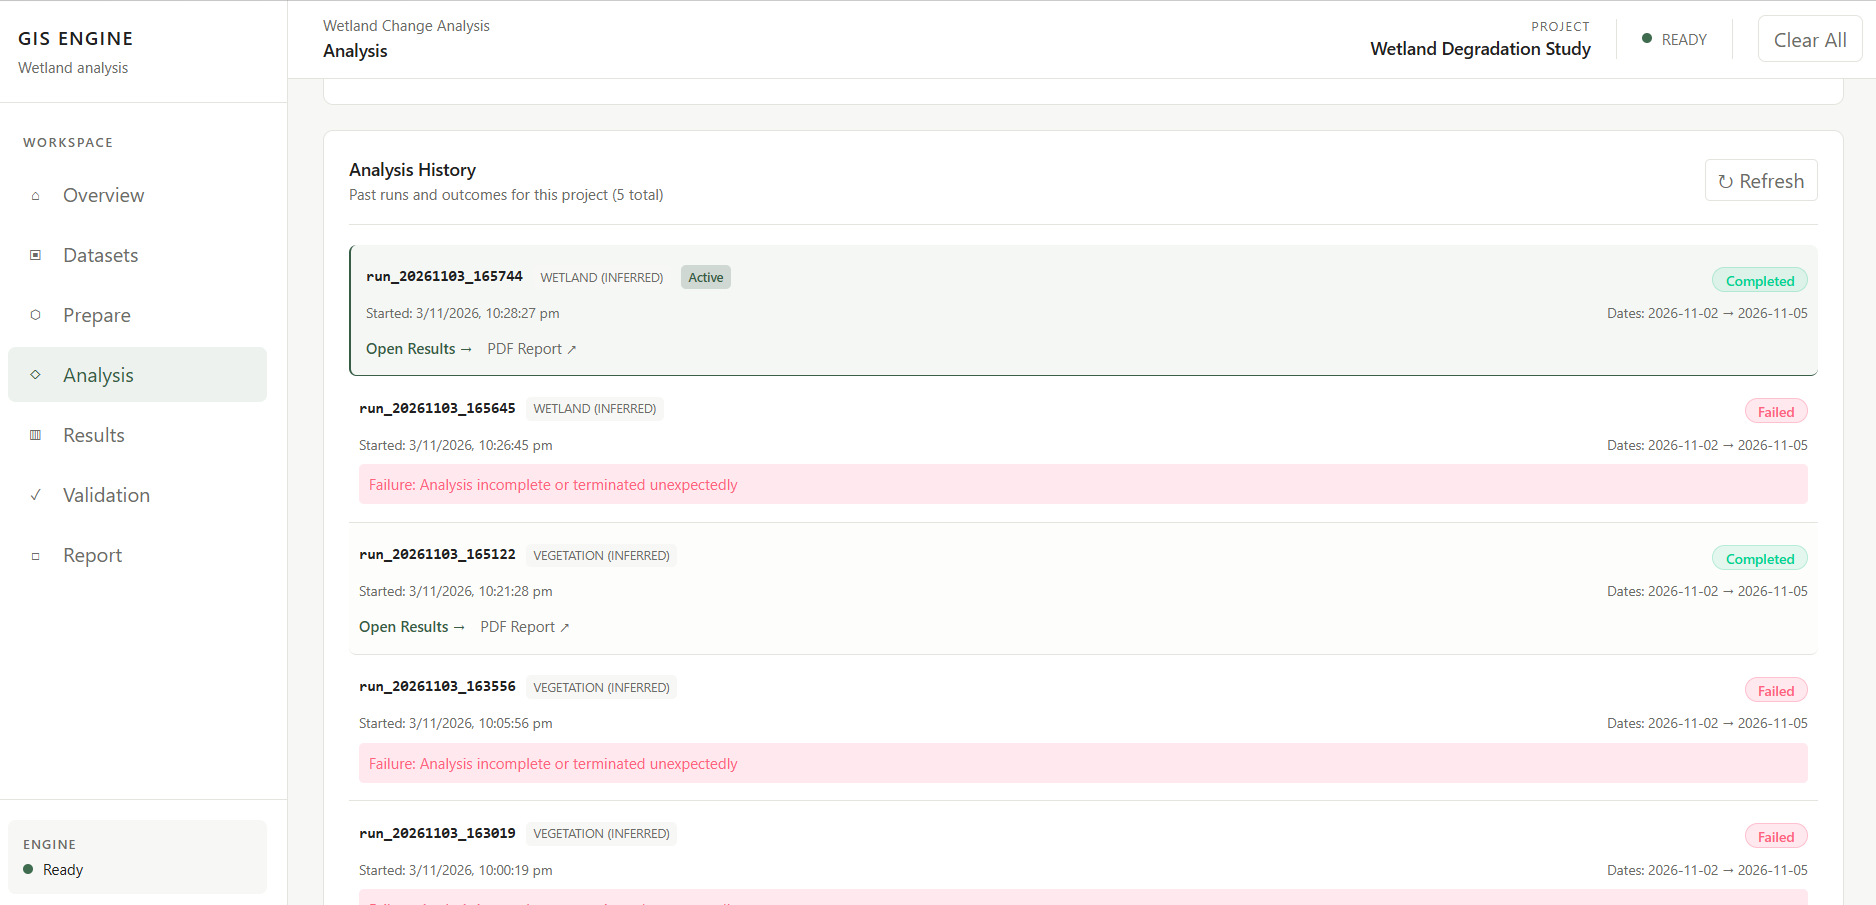 GIS ENGINE
Wetland analysis
WORKSPACE
Overview
Datasets
Prepare
Analysis
Results
Validation
Report
ENGINE
Ready
Wetland Change Analysis
Analysis
PROJECT
Wetland Degradation Study
READY
Clear All
Analysis History
Past runs and outcomes for this project (5 total)
↻ Refresh
run_20261103_165744 WETLAND (INFERRED) Active Completed
Started: 3/11/2026, 10:28:27 pm Dates: 2026-11-02 → 2026-11-05
Open Results → PDF Report ↗
run_20261103_165645 WETLAND (INFERRED) Failed
Started: 3/11/2026, 10:26:45 pm Dates: 2026-11-02 → 2026-11-05
Failure: Analysis incomplete or terminated unexpectedly
run_20261103_165122 VEGETATION (INFERRED) Completed
Started: 3/11/2026, 10:21:28 pm Dates: 2026-11-02 → 2026-11-05
Open Results → PDF Report ↗
run_20261103_163556 VEGETATION (INFERRED) Failed
Started: 3/11/2026, 10:05:56 pm Dates: 2026-11-02 → 2026-11-05
Failure: Analysis incomplete or terminated unexpectedly
run_20261103_163019 VEGETATION (INFERRED) Failed
Started: 3/11/2026, 10:00:19 pm Dates: 2026-11-02 → 2026-11-05